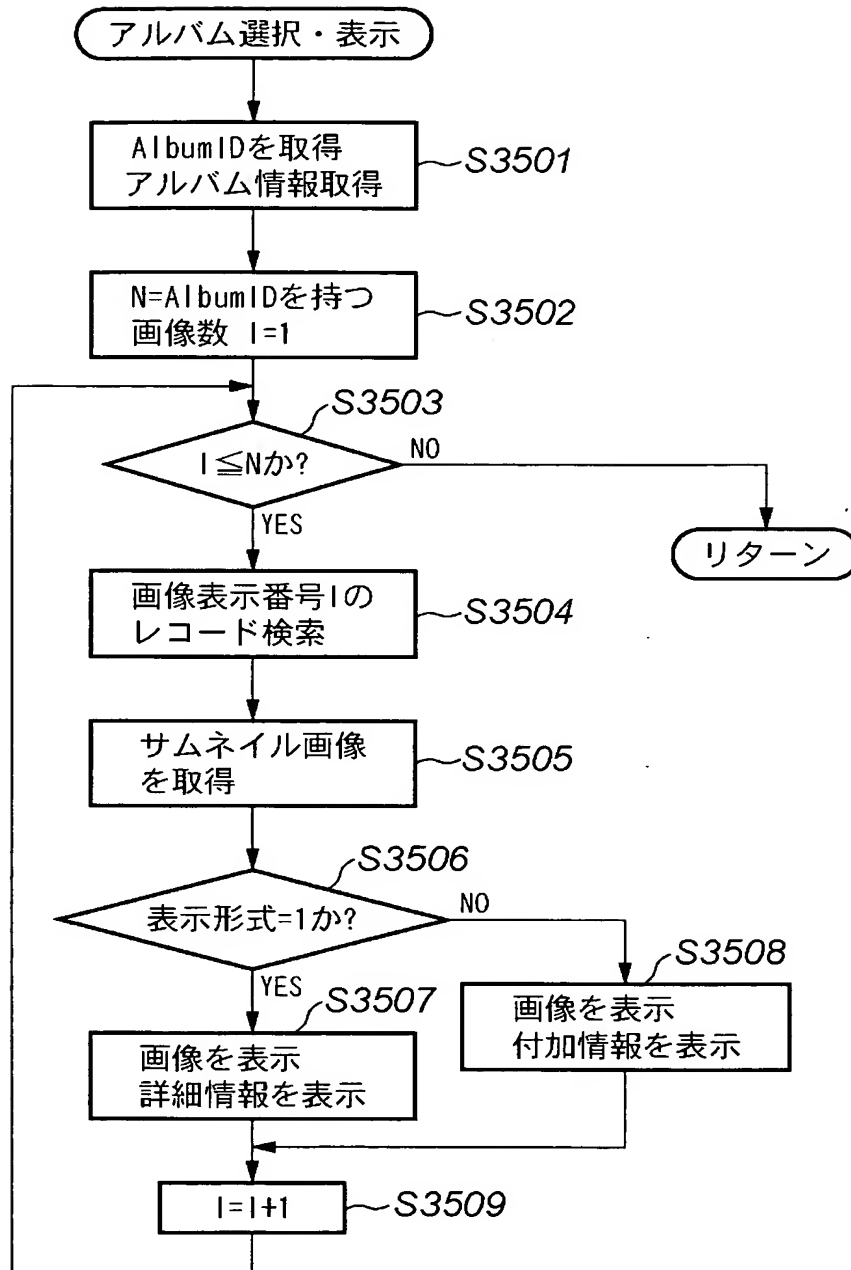 アルバム選択・表示
AlbumIDを取得
アルバム情報取得
S3501
N=AlbumIDを持つ
画像数 I=1
S3502
S3503
I≦Nか?
NO
YES
リターン
画像表示番号Iの
レコード検索
S3504
サムネイル画像
を取得
S3505
S3506
表示形式=1か?
NO
YES
S3507
画像を表示
詳細情報を表示
S3508
画像を表示
付加情報を表示
I=I+1
S3509